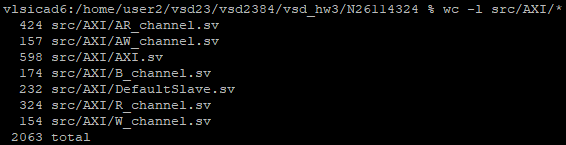 vlsicad6:/home/user2/vsd23/vsd2384/vsd_hw3/N26114324 % wc -l src/AXI/*
424 src/AXI/AR_channel.sv
157 src/AXI/AW_channel.sv
598 src/AXI/AXI.sv
174 src/AXI/B_channel.sv
232 src/AXI/DefaultSlave.sv
324 src/AXI/R_channel.sv
154 src/AXI/W_channel.sv
2063 total